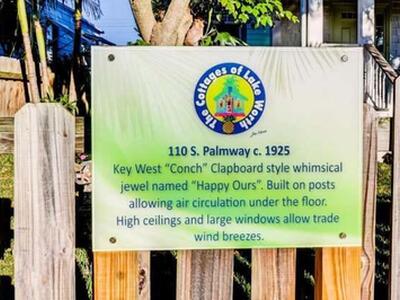 The Cottages of Lake Worth
110 S. Palmway c. 1925
Key West "Conch" Clapboard style whimsical
jewel named "Happy Ours". Built on posts
allowing air circulation under the floor.
High ceilings and large windows allow trade
wind breezes.